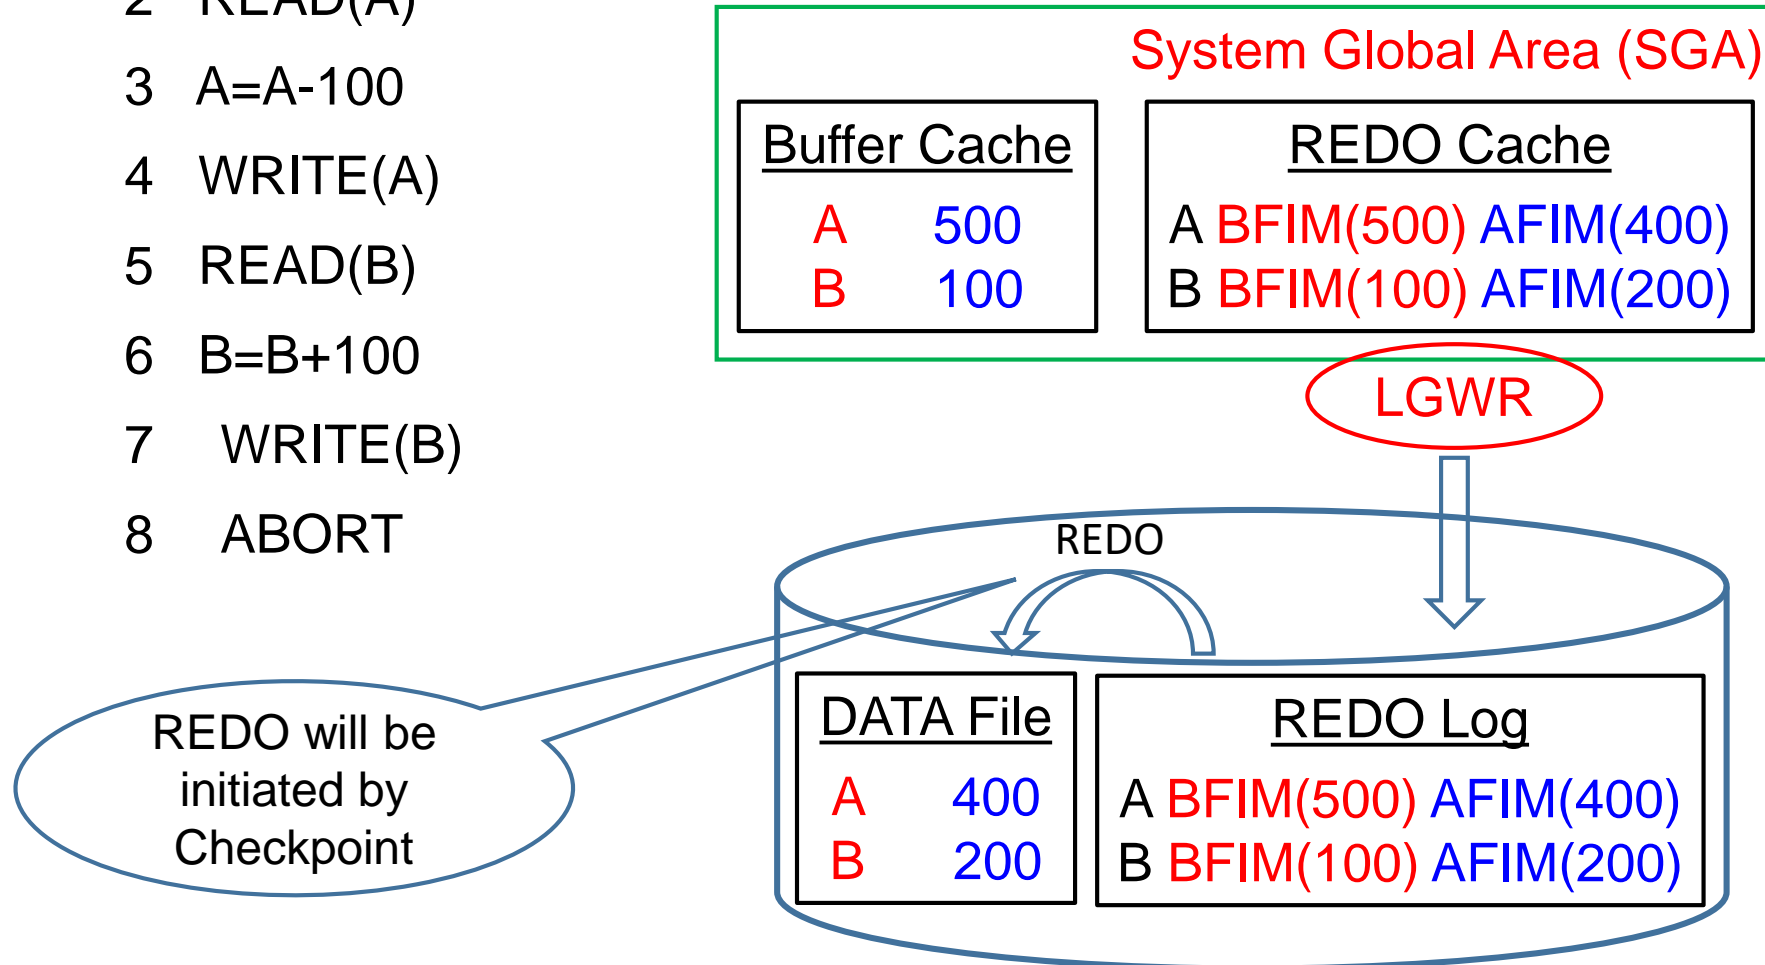 2 READ(A)
3 A=A-100
4 WRITE(A)
5 READ(B)
6 B=B+100
7 WRITE(B)
8 ABORT
System Global Area (SGA)
Buffer Cache
A 500
B 100
REDO Cache
A BFIM(500) AFIM(400)
B BFIM(100) AFIM(200)
LGWR
REDO
REDO will be
initiated by
Checkpoint
DATA File
A 400
B 200
REDO Log
A BFIM(500) AFIM(400)
B BFIM(100) AFIM(200)